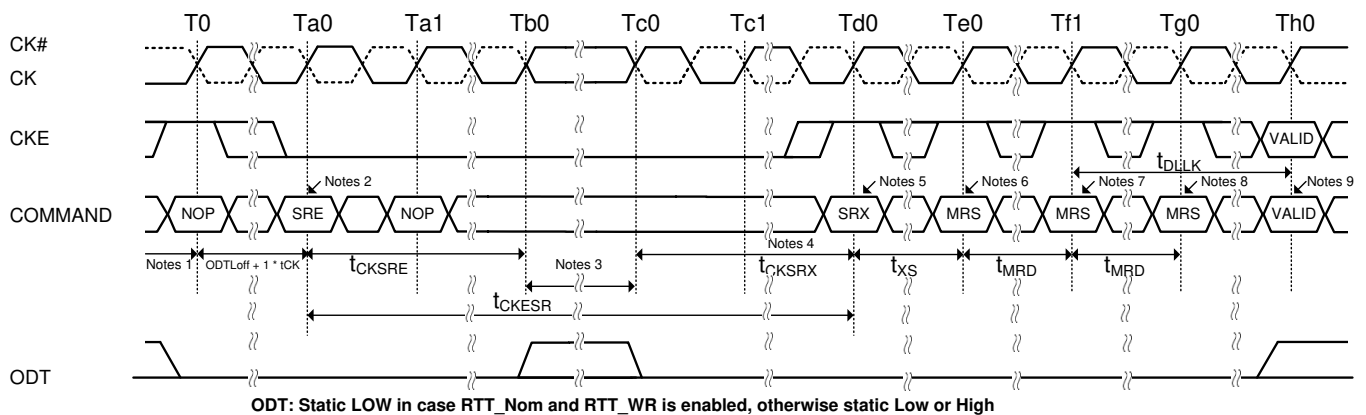 T0 Ta0 Ta1 Tb0 Tc0 Tc1 Td0 Te0 Tf1 Tg0 Th0
CK#
CK
CKE
VALID
tDLLK
Notes 2
Notes 5
Notes 6
Notes 7
Notes 8
Notes 9
COMMAND
NOP SRE NOP SRX MRS MRS MRS VALID
Notes 1
ODTLoff + 1 * tCK
tCKSRE
Notes 3
Notes 4
tCKSRX
tXS
tMRD
tMRD
tCKESR
ODT
ODT: Static LOW in case RTT_Nom and RTT_WR is enabled, otherwise static Low or High